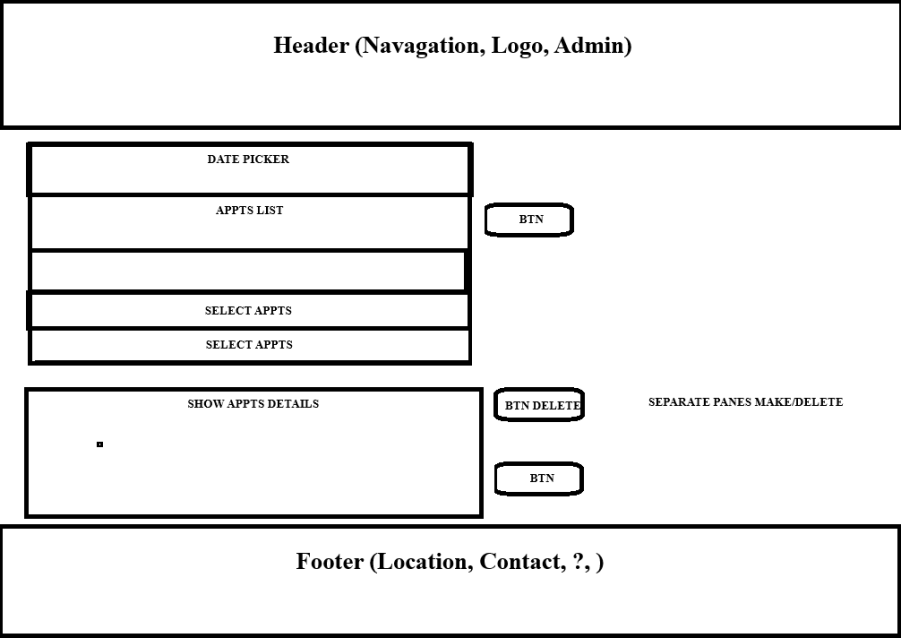 Header (Navagation, Logo, Admin)
DATE PICKER
APPTS LIST
BTN
SELECT APPTS
SELECT APPTS
SHOW APPTS DETAILS
BTN DELETE
SEPARATE PANES MAKE/DELETE
BTN
Footer (Location, Contact, ?, )